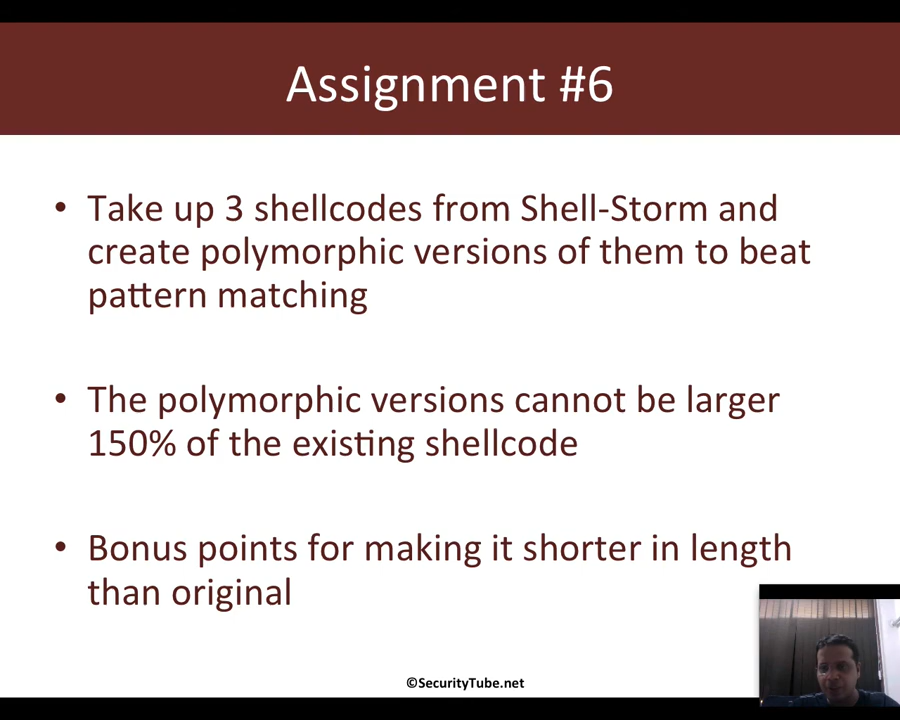 Assignment #6
• Take up 3 shellcodes from Shell-Storm and
create polymorphic versions of them to beat
pattern matching
• The polymorphic versions cannot be larger
150% of the existing shellcode
• Bonus points for making it shorter in length
than original
©SecurityTube.net